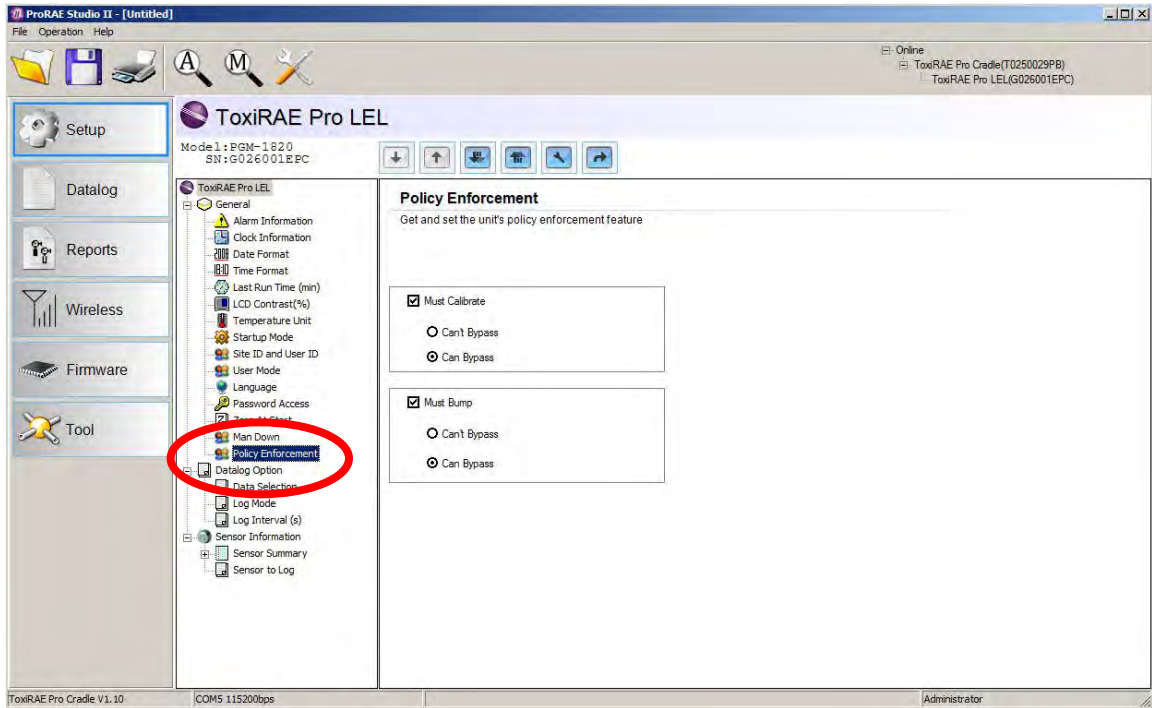 ProRAE Studio II - [Untitled]
File Operation Help
A M
Online
ToxiRAE Pro Cradle(T0250029PB)
ToxiRAE Pro LEL(G026001EPC)
Setup
Datalog
Reports
Wireless
Firmware
Tool
ToxiRAE Pro LEL
Model:PGM-1820
SN:G026001EPC
ToxiRAE Pro LEL
General
Alarm Information
Clock Information
Date Format
Time Format
Last Run Time (min)
LCD Contrast(%)
Temperature Unit
Startup Mode
Site ID and User ID
User Mode
Language
Password Access
Zero At Start
Man Down
Policy Enforcement
Datalog Option
Data Selection
Log Mode
Log Interval (s)
Sensor Information
Sensor Summary
Sensor to Log
Policy Enforcement
Get and set the unit's policy enforcement feature
Must Calibrate
Can't Bypass
Can Bypass
Must Bump
Can't Bypass
Can Bypass
ToxiRAE Pro Cradle V1.10
COM5 115200bps
Administrator